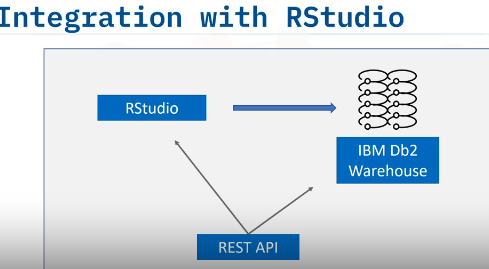 Integration with RStudio
RStudio
IBM Db2
Warehouse
REST API